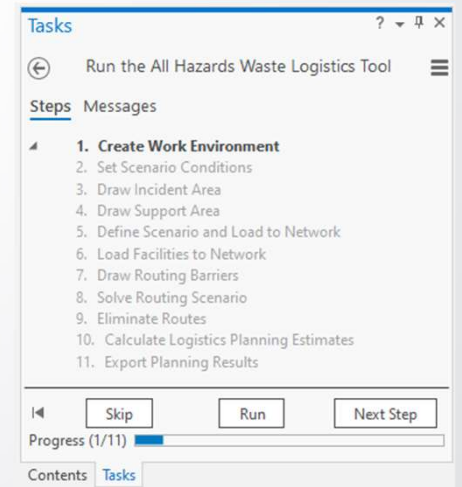 Tasks
?
Run the All Hazards Waste Logistics Tool
Steps Messages
1. Create Work Environment
2. Set Scenario Conditions
3. Draw Incident Area
4. Draw Support Area
5. Define Scenario and Load to Network
6. Load Facilities to Network
7. Draw Routing Barriers
8. Solve Routing Scenario
9. Eliminate Routes
10. Calculate Logistics Planning Estimates
11. Export Planning Results
Skip Run Next Step
Progress (1/11)
Contents Tasks